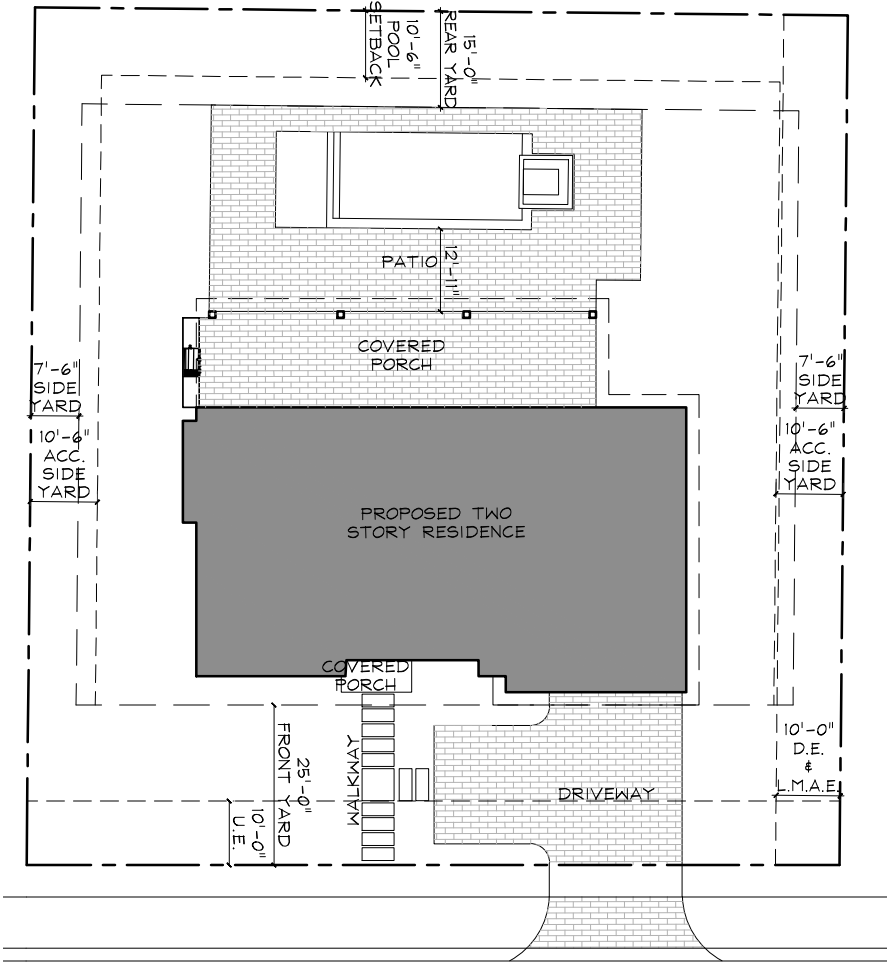 10'-6"
POOL
SETBACK
15'-0"
REAR YARD
PATIO
12'-11"
COVERED
PORCH
7'-6"
SIDE
YARD
10'-6"
ACC.
SIDE
YARD
7'-6"
SIDE
YARD
10'-6"
ACC.
SIDE
YARD
PROPOSED TWO
STORY RESIDENCE
COVERED
PORCH
WALKWAY
25'-0"
FRONT YARD
10'-0"
U.E.
DRIVEWAY
10'-0"
D.E.
&
L.M.A.E.